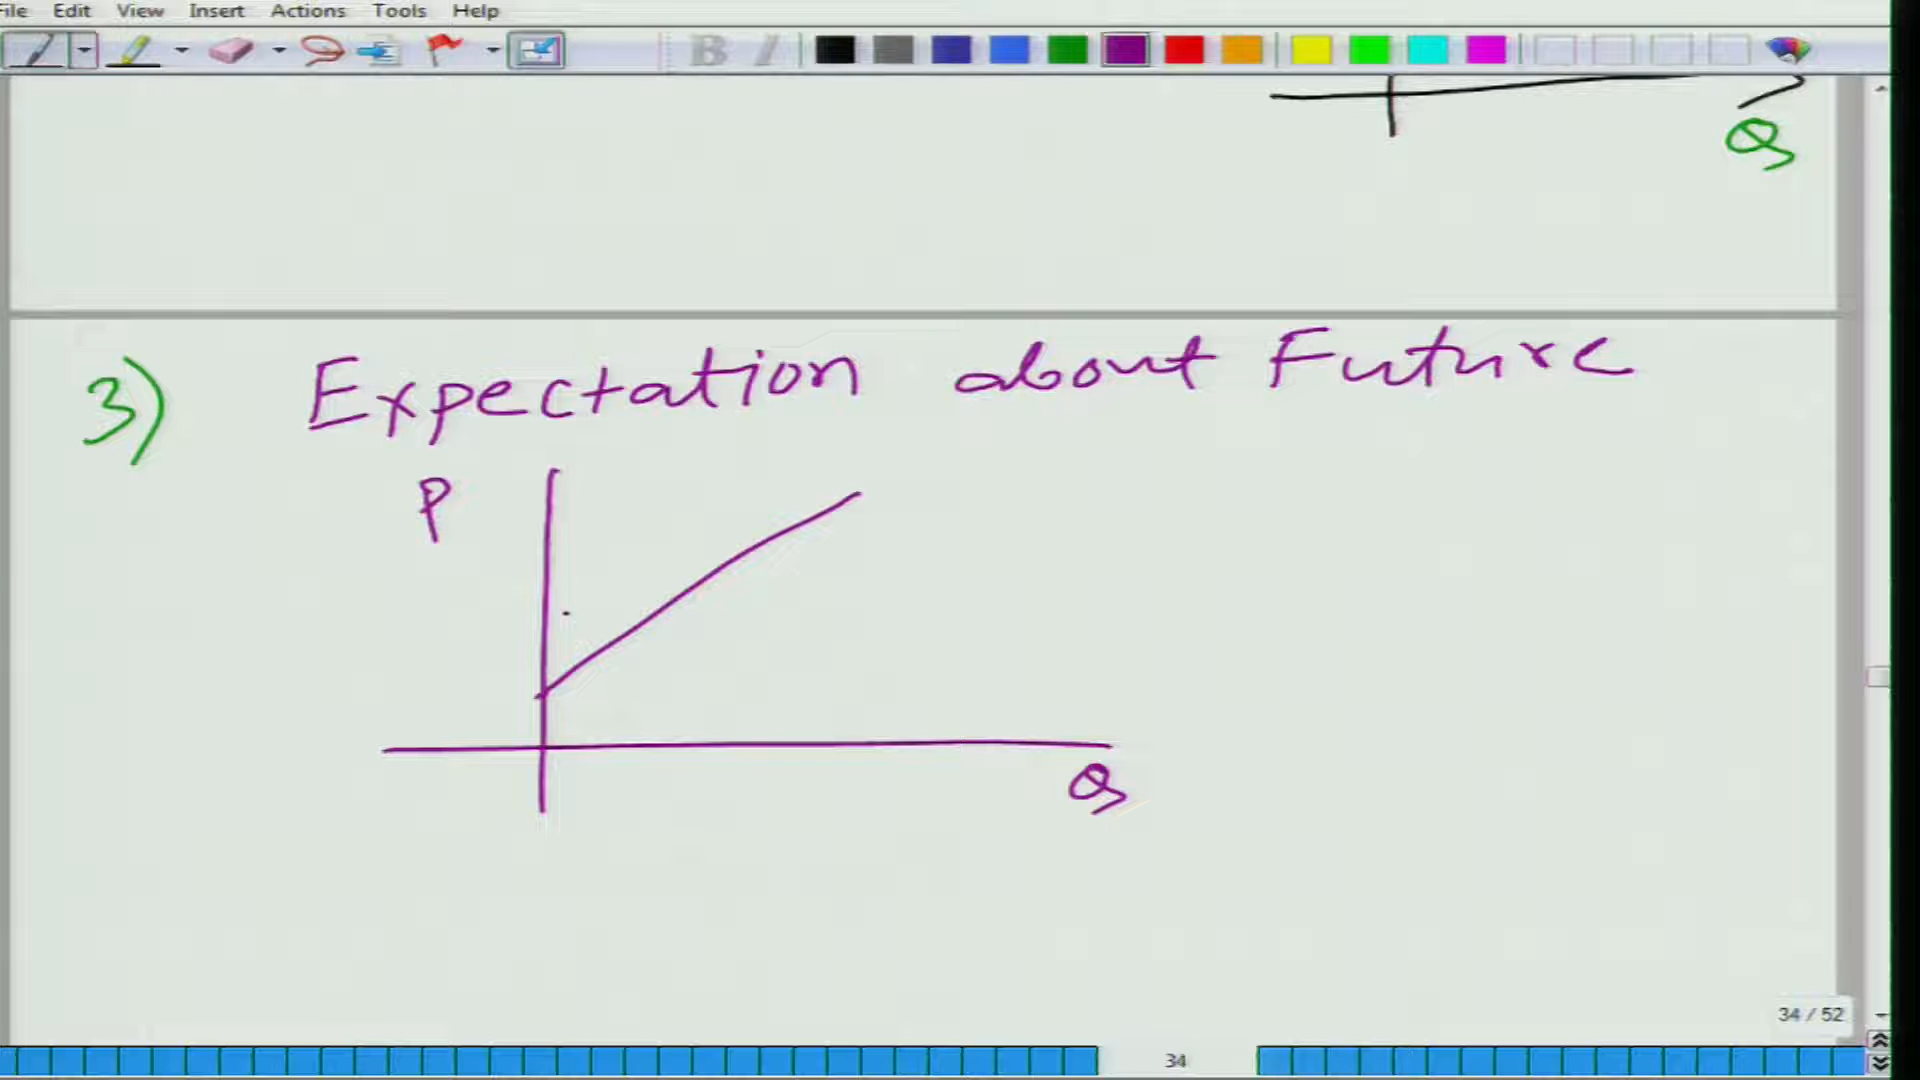 File Edit View Insert Actions Tools Help
B I
Q
3) Expectation about Future
P
Q
34 / 52
34